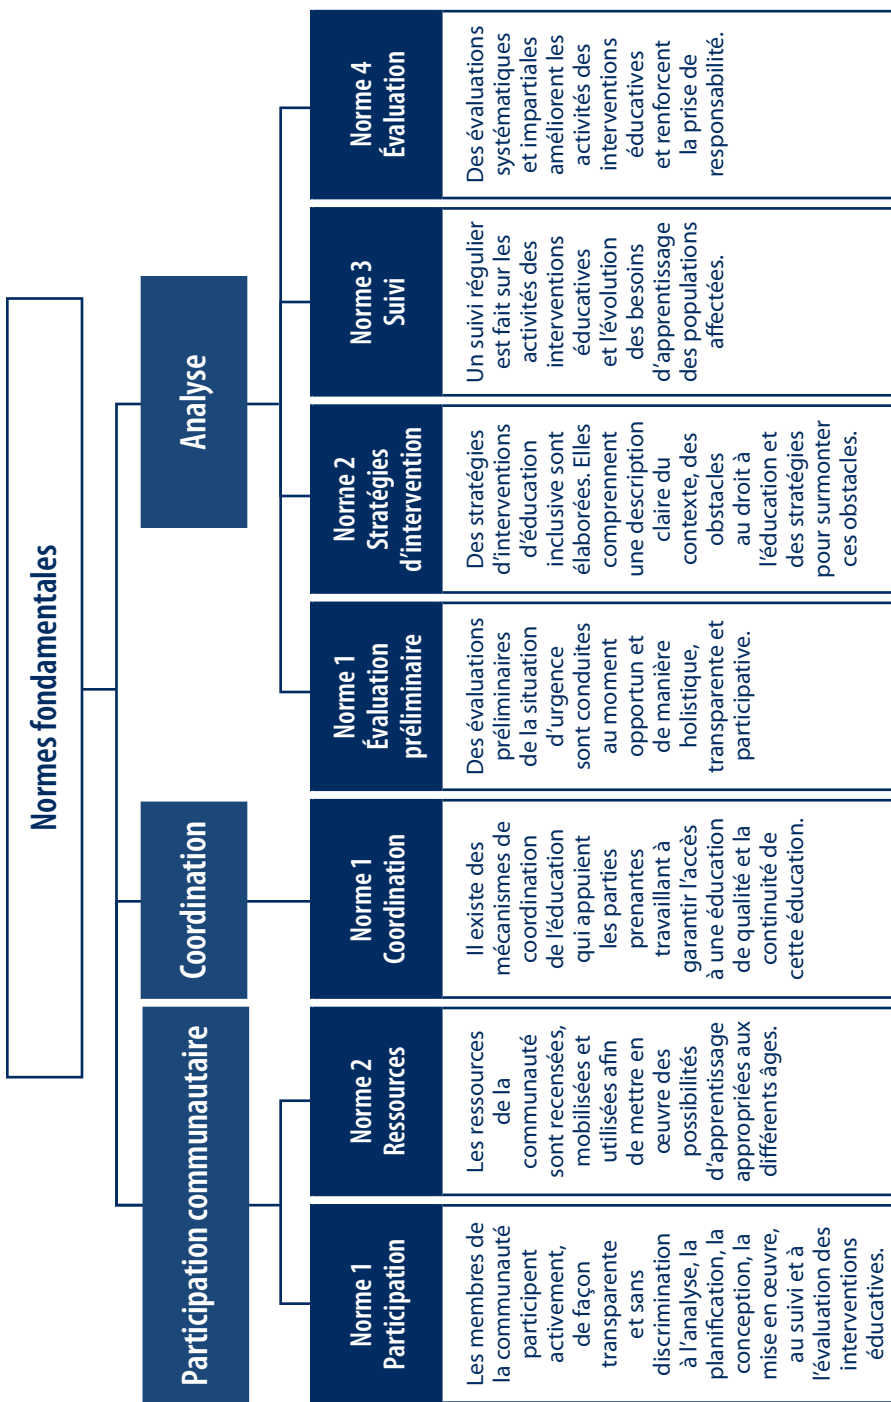 Normes fondamentales
Participation communautaire
Coordination
Analyse
Norme 1
Participation
Les membres de
la communauté
participent
activement,
de façon
transparente
et sans
discrimination
à l'analyse, la
planification, la
conception, la
mise en œuvre,
au suivi et à
l'évaluation des
interventions
éducatives.
Norme 2
Ressources
Les ressources
de la
communauté
sont recensées,
mobilisées et
utilisées afin
de mettre en
œuvre des
possibilités
d'apprentissage
appropriées aux
différents âges.
Norme 1
Coordination
Il existe des
mécanismes de
coordination
de l'éducation
qui appuient
les parties
prenantes
travaillant à
garantir l'accès
à une éducation
de qualité et la
continuité de
cette éducation.
Norme 1
Évaluation
préliminaire
Des évaluations
préliminaires
de la situation
d'urgence
sont conduites
au moment
opportun et
de manière
holistique,
transparente et
participative.
Norme 2
Stratégies
d'intervention
Des stratégies
d'interventions
d'éducation
inclusive sont
élaborées. Elles
comprennent
une description
claire du
contexte, des
obstacles
au droit à
l'éducation et
des stratégies
pour surmonter
ces obstacles.
Norme 3
Suivi
Un suivi régulier
est fait sur les
activités des
interventions
éducatives
et l'évolution
des besoins
d'apprentissage
des populations
affectées.
Norme 4
Évaluation
Des évaluations
systématiques
et impartiales
améliorent les
activités des
interventions
éducatives
et renforcent
la prise de
responsabilité.